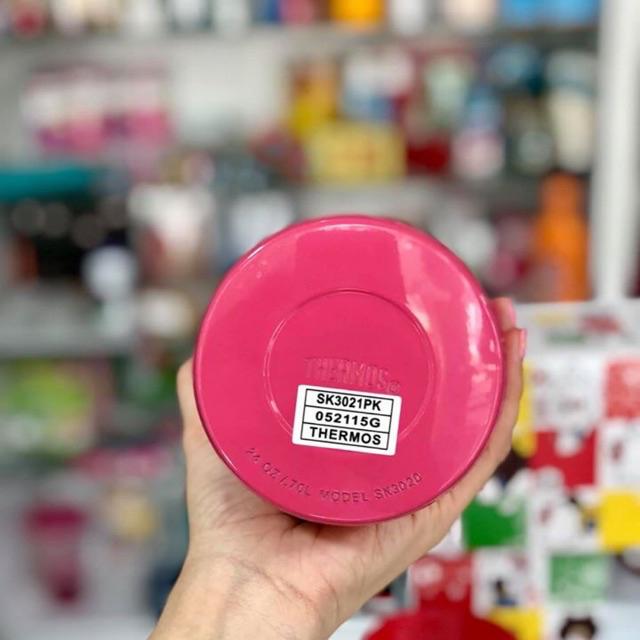 THERMOS®
SK3021PK
052115G
THERMOS
24 OZ /.70L MODEL SK3020